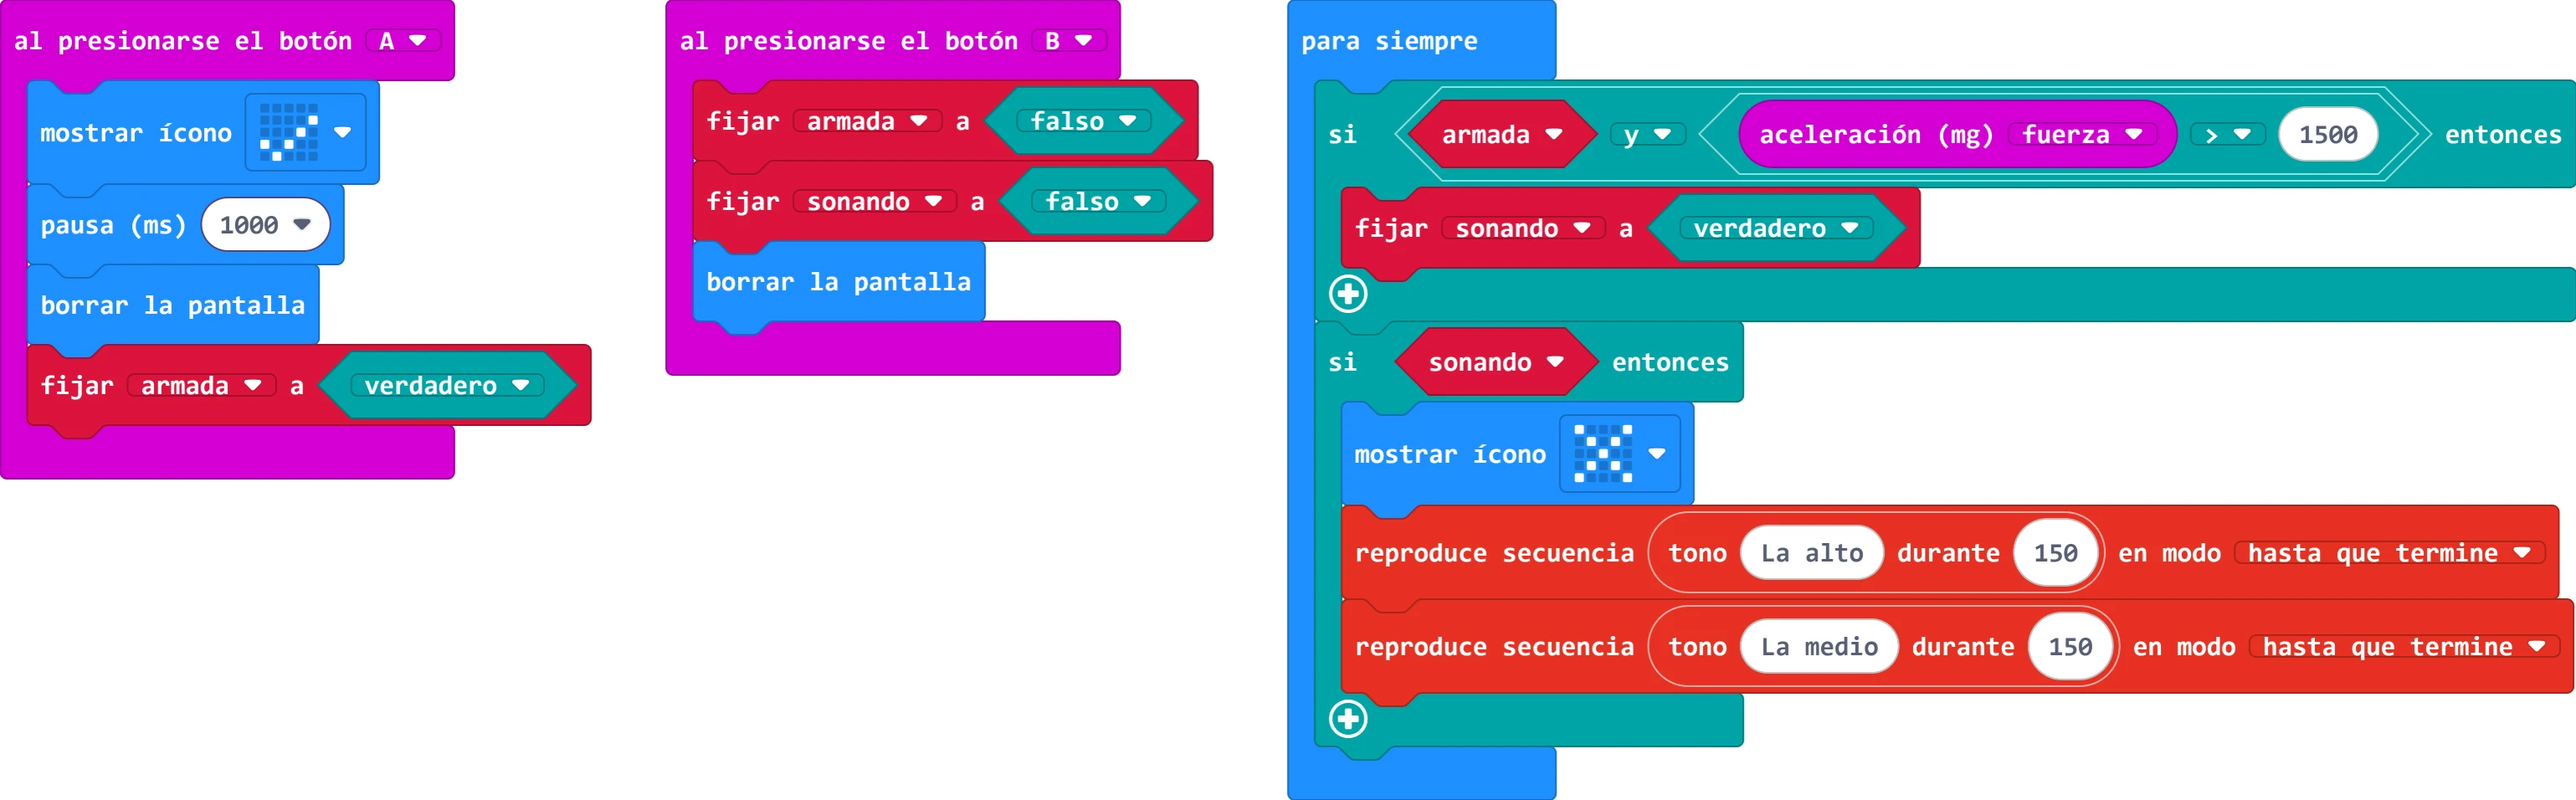 al presionarse el botón A
mostrar ícono
pausa (ms) 1000
borrar la pantalla
fijar armada a verdadero
al presionarse el botón B
fijar armada a falso
fijar sonando a falso
borrar la pantalla
para siempre
si armada y aceleración (mg) fuerza > 1500 entonces
fijar sonando a verdadero
si sonando entonces
mostrar ícono
reproduce secuencia tono La alto durante 150 en modo hasta que termine
reproduce secuencia tono La medio durante 150 en modo hasta que termine